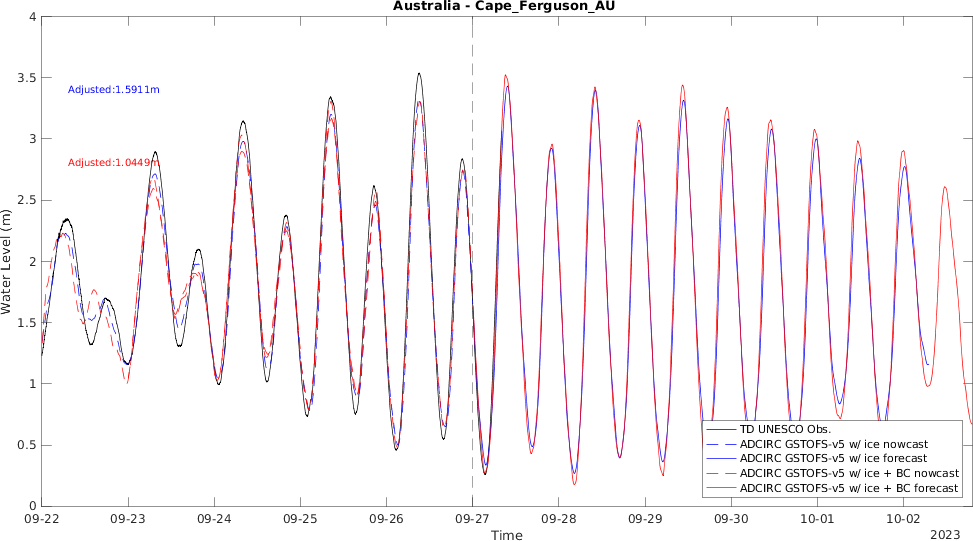 Australia - Cape_Ferguson_AU
4
3.5
3
2.5
2
1.5
1
0.5
0
Water Level (m)
Adjusted:1.5911m
Adjusted:1.0449m
TD UNESCO Obs.
ADCIRC GSTOFS-v5 w/ ice nowcast
ADCIRC GSTOFS-v5 w/ ice forecast
ADCIRC GSTOFS-v5 w/ ice + BC nowcast
ADCIRC GSTOFS-v5 w/ ice + BC forecast
09-22 09-23 09-24 09-25 09-26 09-27 09-28 09-29 09-30 10-01 10-02
Time
2023